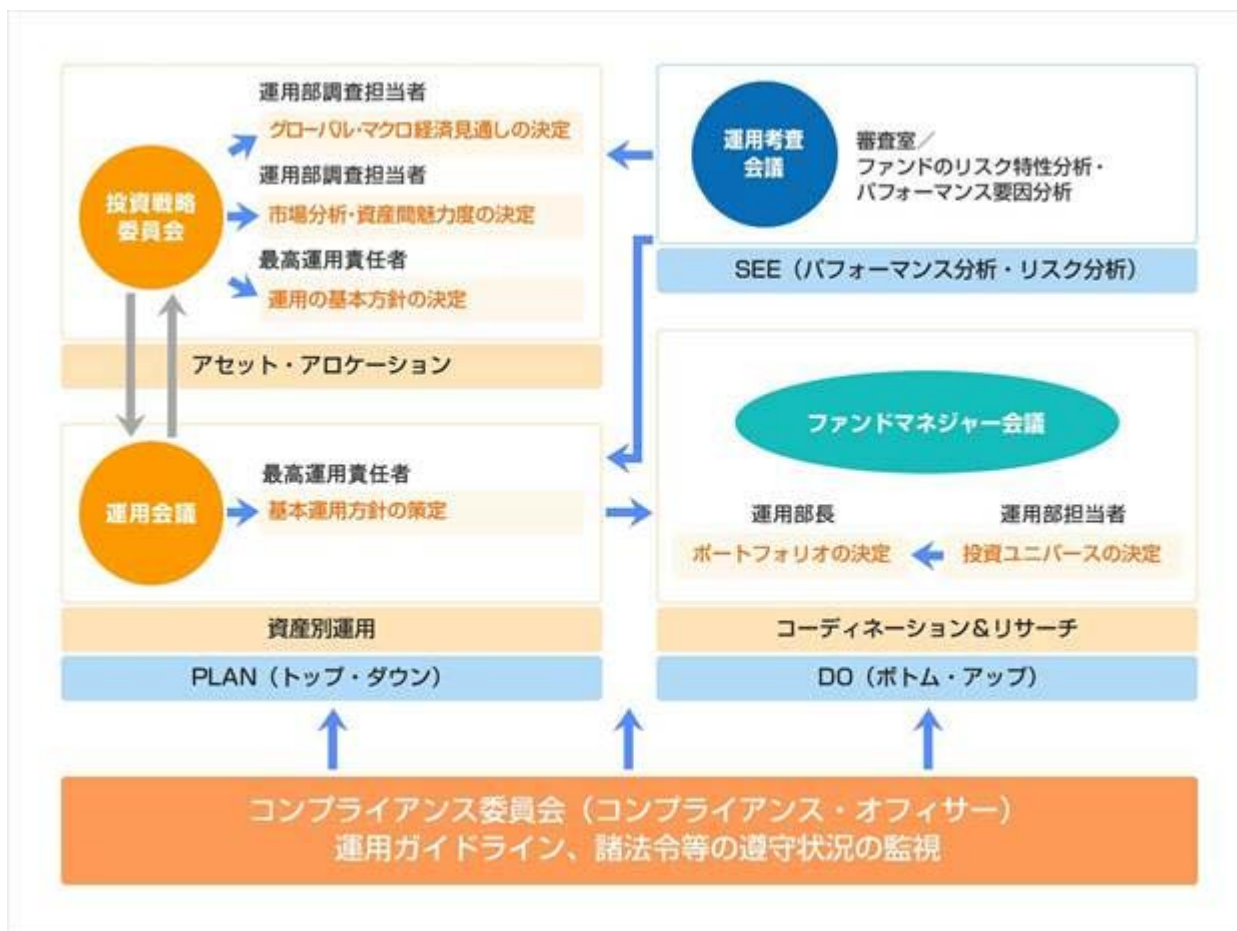 運用部調査担当者
グローバル・マクロ経済見通しの決定
運用部調査担当者
投資戦略
委員会
市場分析・資産間魅力度の決定
最高運用責任者
運用の基本方針の決定
アセット・アロケーション
運用考査
会議
審査室／
ファンドのリスク特性分析・
パフォーマンス要因分析
SEE（パフォーマンス分析・リスク分析）
運用会議
最高運用責任者
基本運用方針の策定
資産別運用
PLAN（トップ・ダウン）
ファンドマネジャー会議
運用部長
運用部担当者
ポートフォリオの決定
投資ユニバースの決定
コーディネーション＆リサーチ
DO（ボトム・アップ）
コンプライアンス委員会（コンプライアンス・オフィサー）
運用ガイドライン、諸法令等の遵守状況の監視